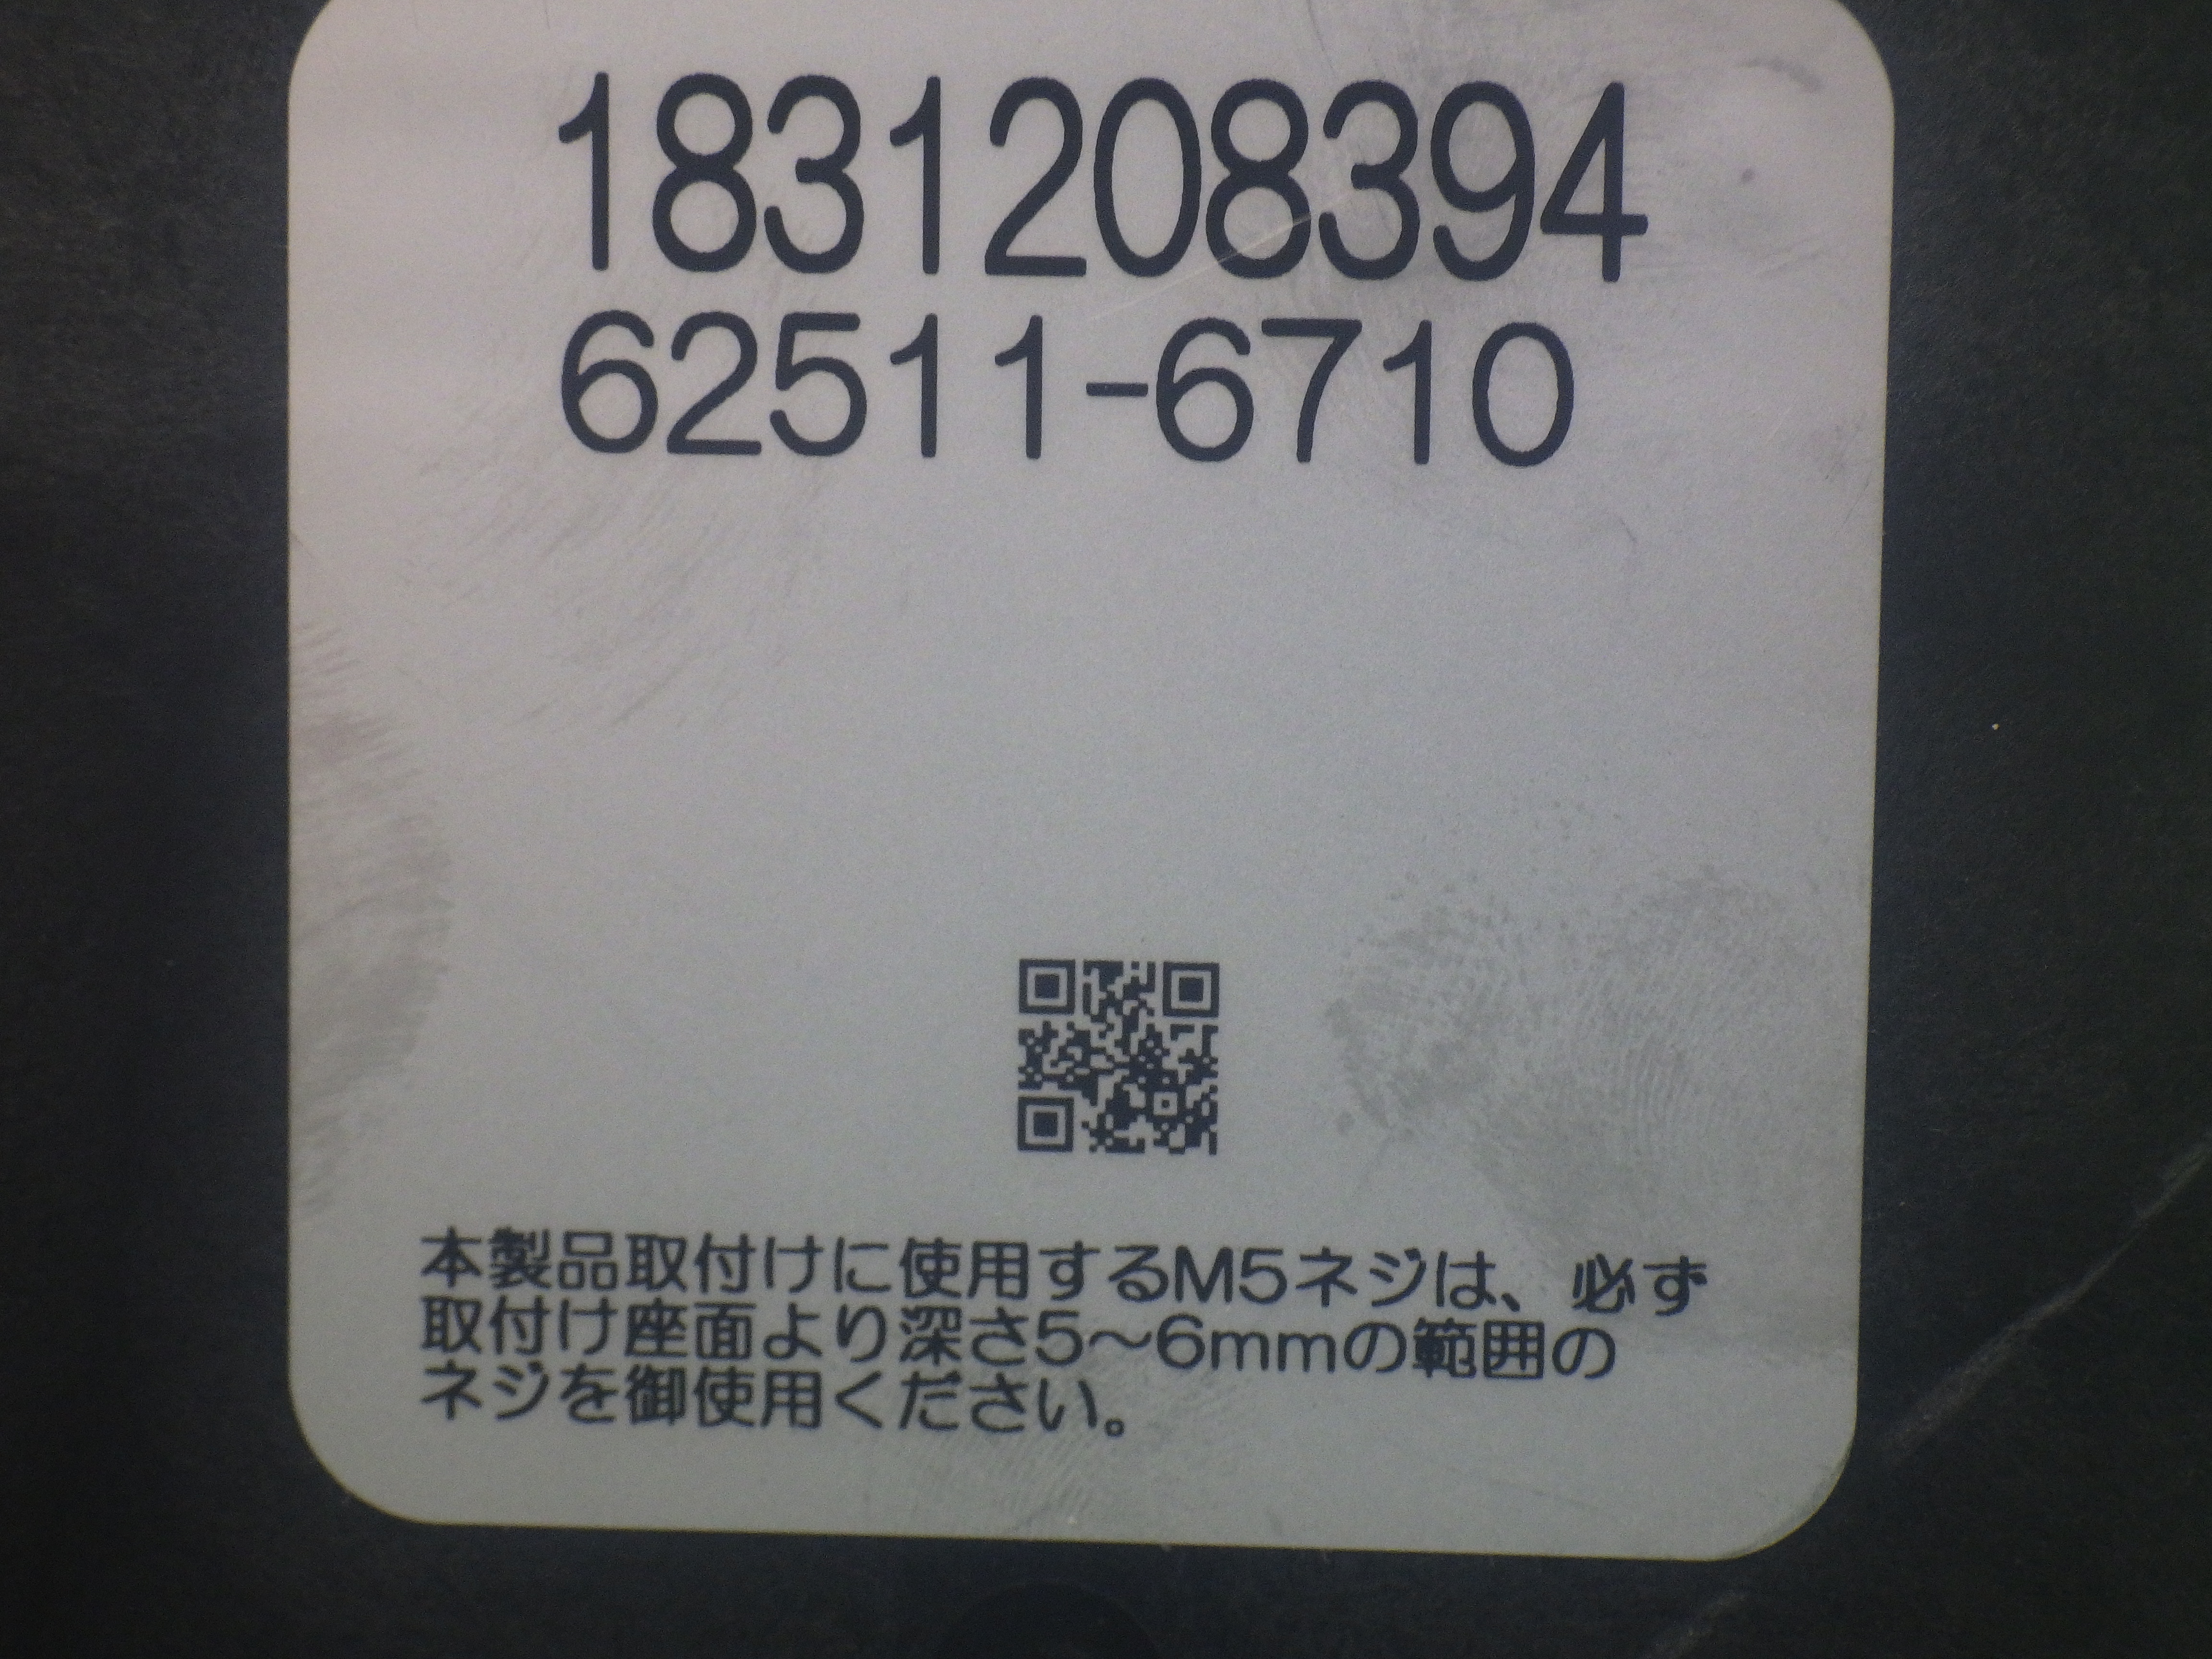 1831208394
62511-6710
本製品取付けに使用するM5ネジは、必ず
取付け座面より深さ5〜6mmの範囲の
ネジを御使用ください。